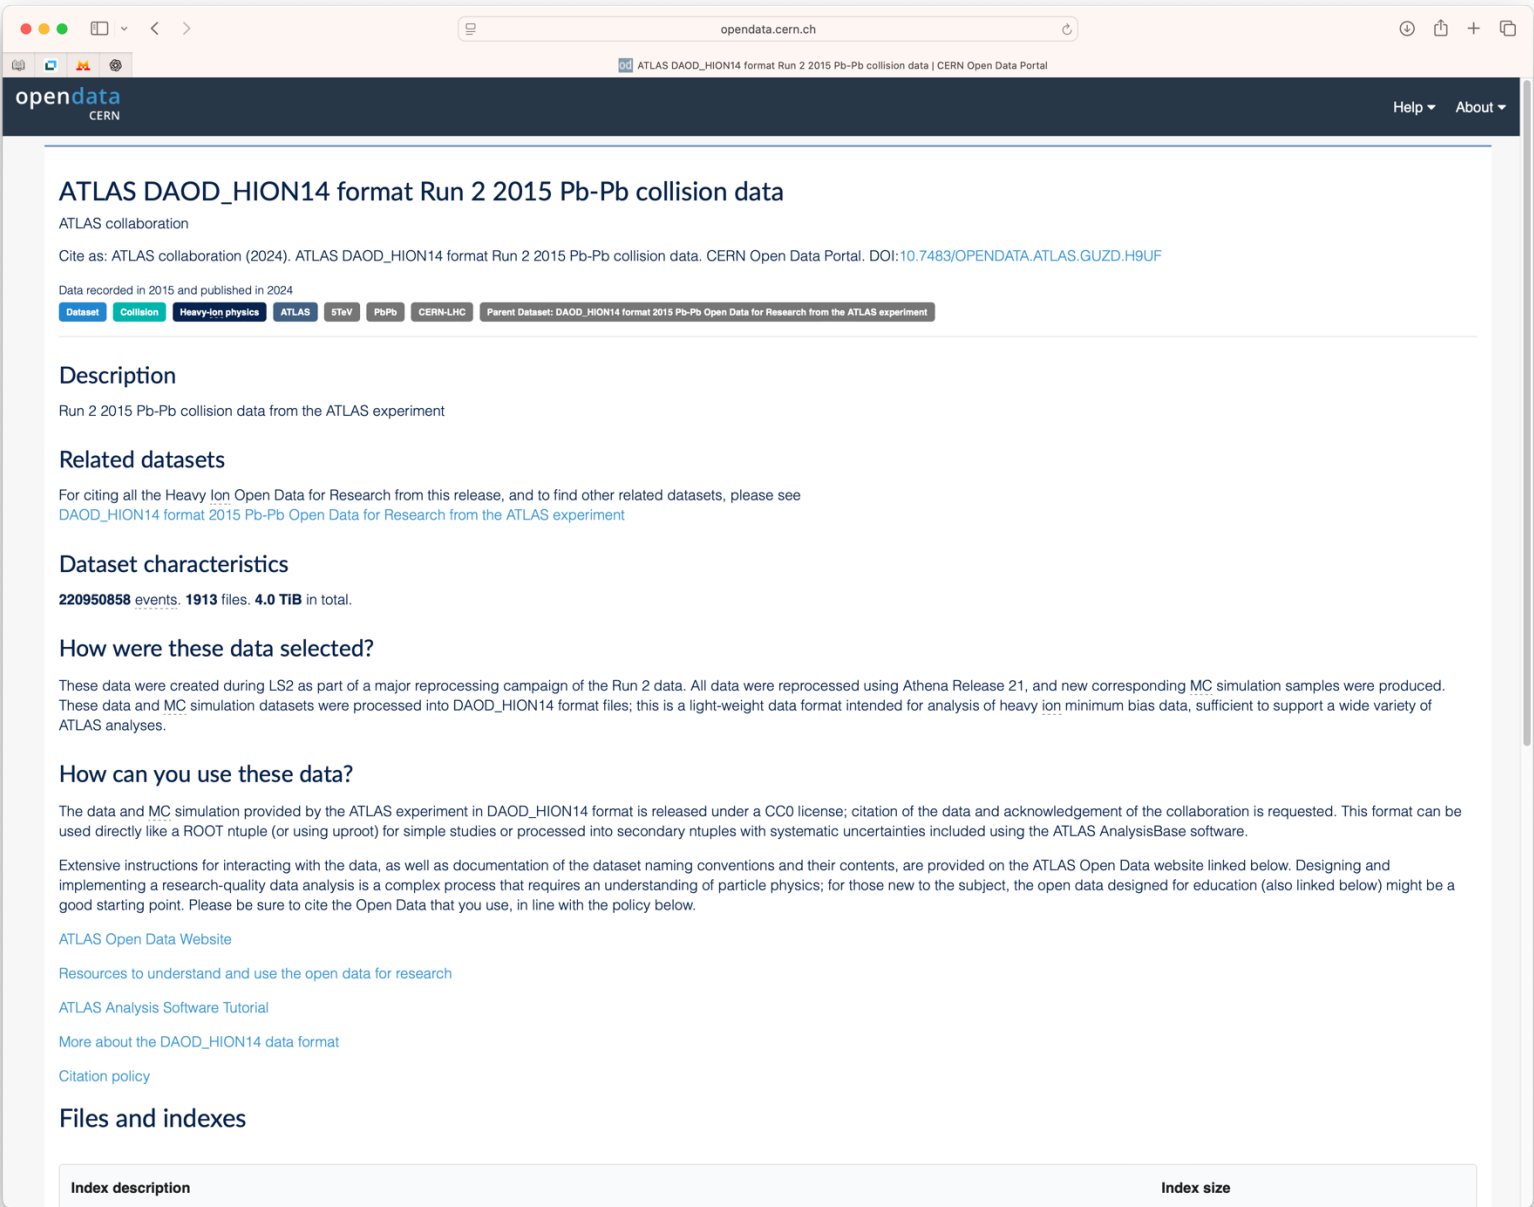 opendata.cern.ch
od ATLAS DAOD_HION14 format Run 2 2015 Pb-Pb collision data | CERN Open Data Portal
opendata
CERN
Help
About
ATLAS DAOD_HION14 format Run 2 2015 Pb-Pb collision data
ATLAS collaboration
Cite as: ATLAS collaboration (2024). ATLAS DAOD_HION14 format Run 2 2015 Pb-Pb collision data. CERN Open Data Portal. DOI:10.7483/OPENDATA.ATLAS.GUZD.H9UF
Data recorded in 2015 and published in 2024
Dataset Collision Heavy-Ion physics ATLAS 5TeV PbPb CERN-LHC Parent Dataset: DAOD_HION14 format 2015 Pb-Pb Open Data for Research from the ATLAS experiment
Description
Run 2 2015 Pb-Pb collision data from the ATLAS experiment
Related datasets
For citing all the Heavy Ion Open Data for Research from this release, and to find other related datasets, please see
DAOD_HION14 format 2015 Pb-Pb Open Data for Research from the ATLAS experiment
Dataset characteristics
220950858 events. 1913 files. 4.0 TiB in total.
How were these data selected?
These data were created during LS2 as part of a major reprocessing campaign of the Run 2 data. All data were reprocessed using Athena Release 21, and new corresponding MC simulation samples were produced.
These data and MC simulation datasets were processed into DAOD_HION14 format files; this is a light-weight data format intended for analysis of heavy ion minimum bias data, sufficient to support a wide variety of
ATLAS analyses.
How can you use these data?
The data and MC simulation provided by the ATLAS experiment in DAOD_HION14 format is released under a CC0 license; citation of the data and acknowledgement of the collaboration is requested. This format can be
used directly like a ROOT ntuple (or using uproot) for simple studies or processed into secondary ntuples with systematic uncertainties included using the ATLAS AnalysisBase software.
Extensive instructions for interacting with the data, as well as documentation of the dataset naming conventions and their contents, are provided on the ATLAS Open Data website linked below. Designing and
implementing a research-quality data analysis is a complex process that requires an understanding of particle physics; for those new to the subject, the open data designed for education (also linked below) might be a
good starting point. Please be sure to cite the Open Data that you use, in line with the policy below.
ATLAS Open Data Website
Resources to understand and use the open data for research
ATLAS Analysis Software Tutorial
More about the DAOD_HION14 data format
Citation policy
Files and indexes
Index description
Index size